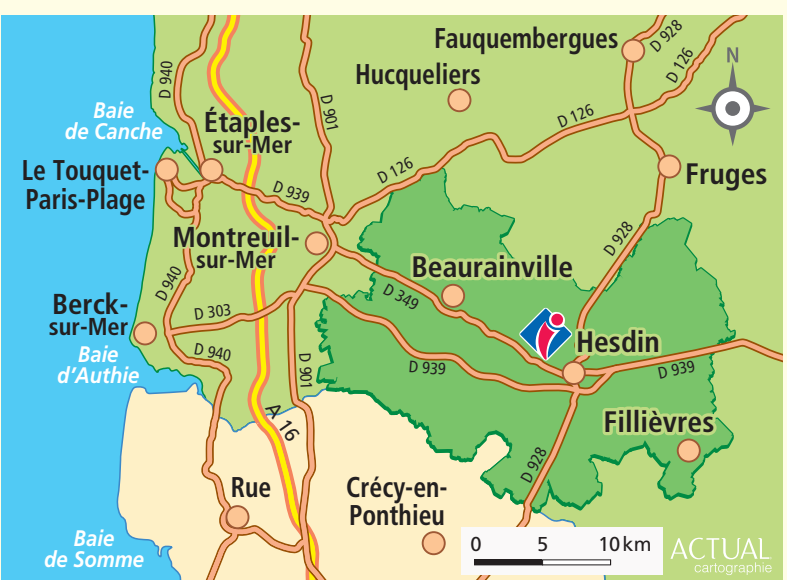 D 928
Fauquembergues
D 126
N
Hucqueliers
D 940
D 901
Baie
de Canche
Étaples-
sur-Mer
D 126
Le Touquet-
Paris-Plage
D 126
Fruges
D 939
Montreuil-
sur-Mer
D 928
Beaurainville
D 940
D 349
Berck-
sur-Mer
D 303
Hesdin
Baie
d'Authie
D 940
D 901
D 939
D 939
A 16
Fillièvres
D 928
Rue
Crécy-en-
Ponthieu
Baie
de Somme
0 5 10 km
ACTUAL
cartographie